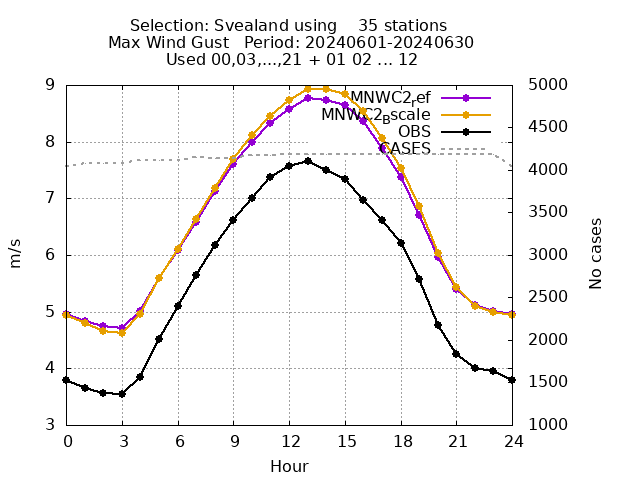 Selection: Svealand using    35 stations
Max Wind Gust   Period: 20240601-20240630
Used 00,03,...,21 + 01 02 ... 12
9
8
7
6
5
4
3
m/s
5000
4500
4000
3500
3000
2500
2000
1500
1000
No cases
MNWC2ref
MNWC2Bscale
OBS
CASES
0 3 6 9 12 15 18 21 24
Hour